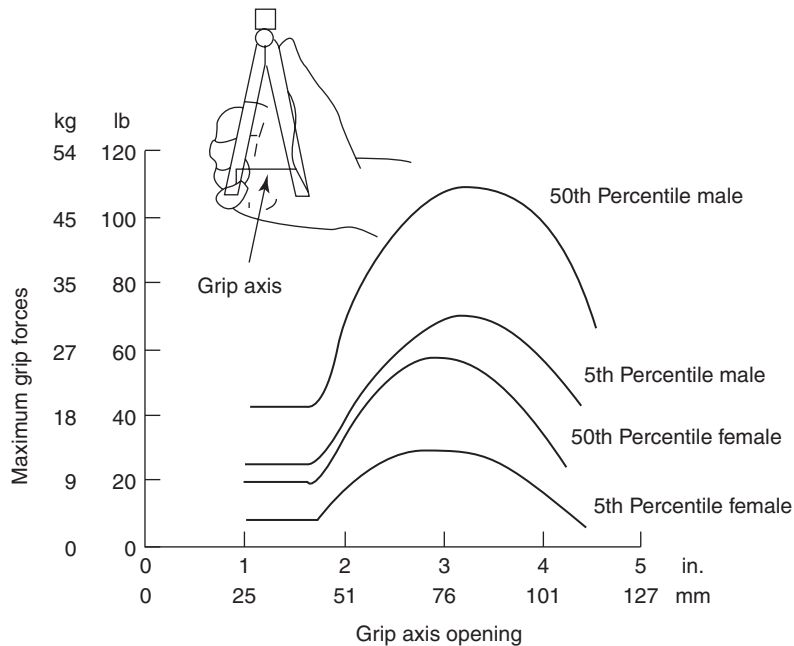 kg lb
54 120
45 100
35 80
27 60
18 40
9 20
0 0
Maximum grip forces
Grip axis
50th Percentile male
5th Percentile male
50th Percentile female
5th Percentile female
0 1 2 3 4 5 in.
0 25 51 76 101 127 mm
Grip axis opening